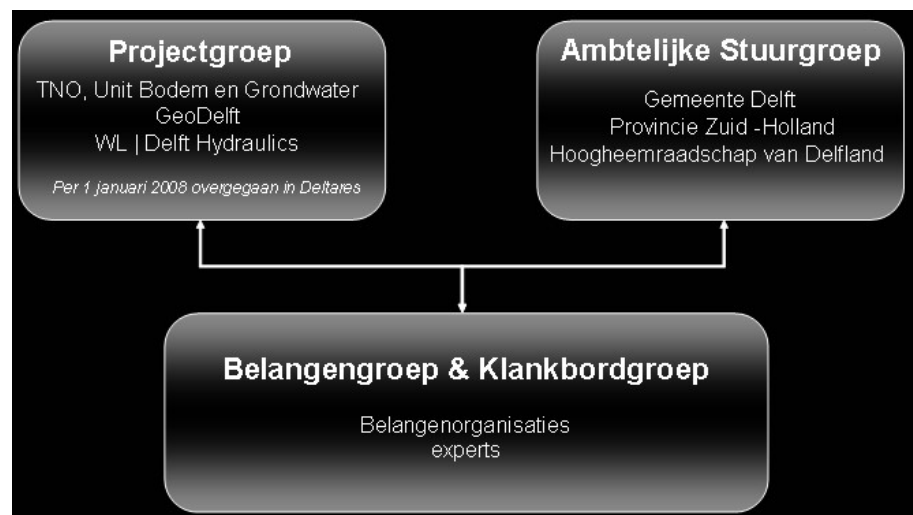 Projectgroep
TNO, Unit Bodem en Grondwater
GeoDelft
WL | Delft Hydraulics
Per 1 januari 2008 overgegaan in Deltares
Ambtelijke Stuurgroep
Gemeente Delft
Provincie Zuid -Holland
Hoogheemraadschap van Delfland
Belangengroep & Klankbordgroep
Belangenorganisaties
experts